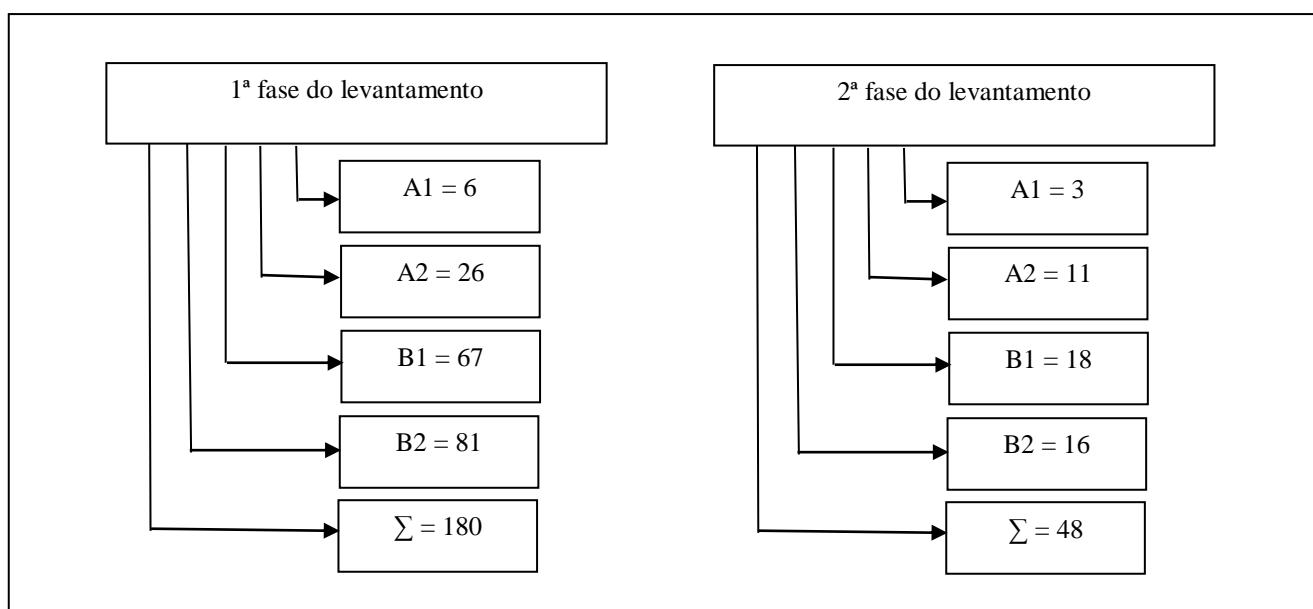 1ª fase do levantamento
A1 = 6
A2 = 26
B1 = 67
B2 = 81
∑ = 180
2ª fase do levantamento
A1 = 3
A2 = 11
B1 = 18
B2 = 16
∑ = 48